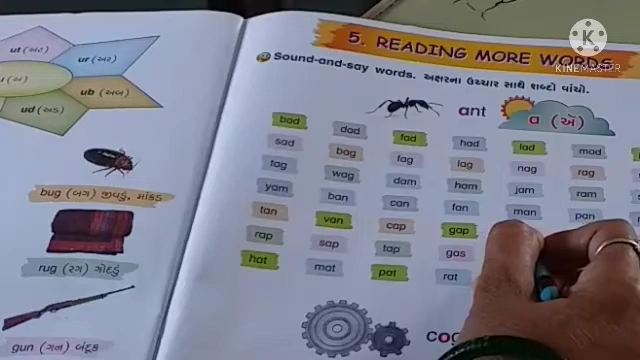 ut (અટ)
ur (અર)
ub (અબ)
ud (અડ)
bug (બગ) જીવડું, માંકડ
rug (રગ) ગોદડું
gun (ગન) બંદૂક
5. READING MORE WORDS
Sound-and-say words. અક્ષરના ઉચ્ચાર સાથે શબ્દો વાંચો.
ant a (ઍ)
bad dad fad had lad mad
sad bag fag lag nag rag
tag wag dam ham jam ram
yam ban can fan man pan
tan van cap gap
rap sap tap gas
hat mat pat rat
KINEMASTER